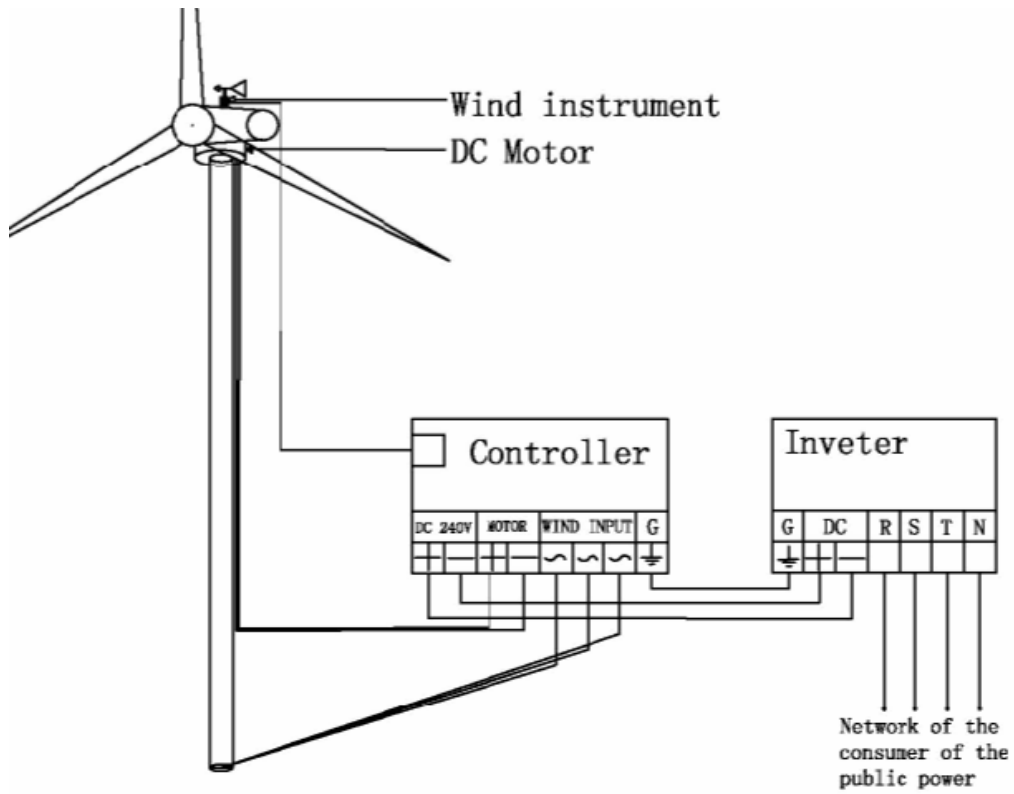 Wind instrument
DC Motor
Controller
DC 240V MOTOR WIND INPUT G
+ − + − ~ ~ ~ ⏚
Inveter
G DC R S T N
⏚ + −
Network of the
consumer of the
public power